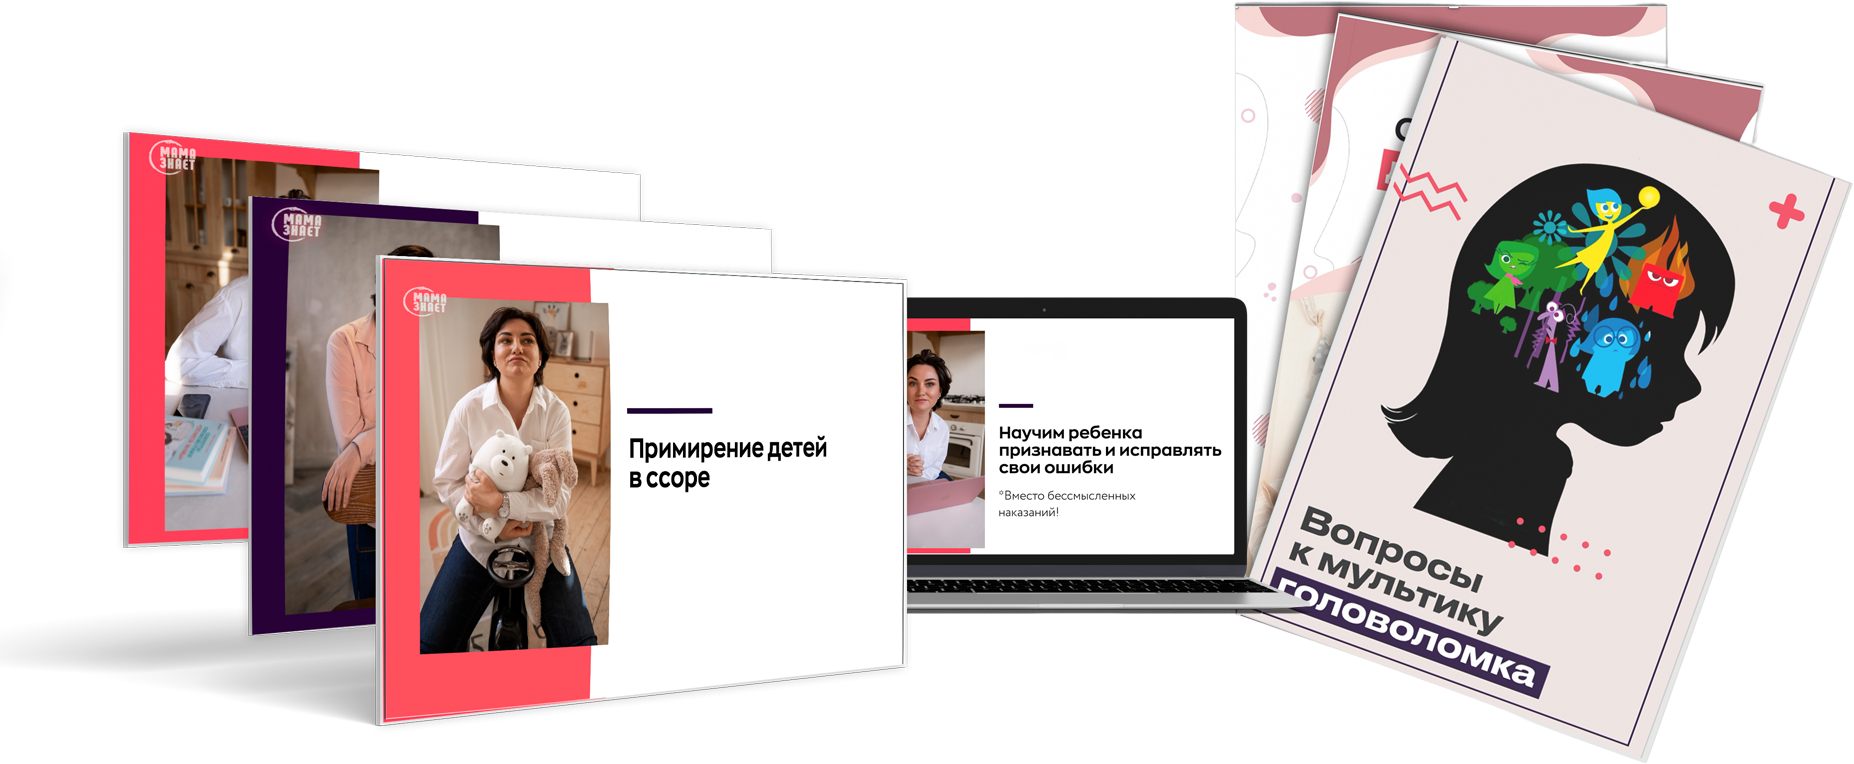 МАМА
ЗНАЕТ
МАМА
ЗНАЕТ
МАМА
ЗНАЕТ
Примирение детей
в ссоре
Научим ребенка
признавать и исправлять
свои ошибки
*Вместо бессмысленных
наказаний!
Вопросы
к мультику
головоломка